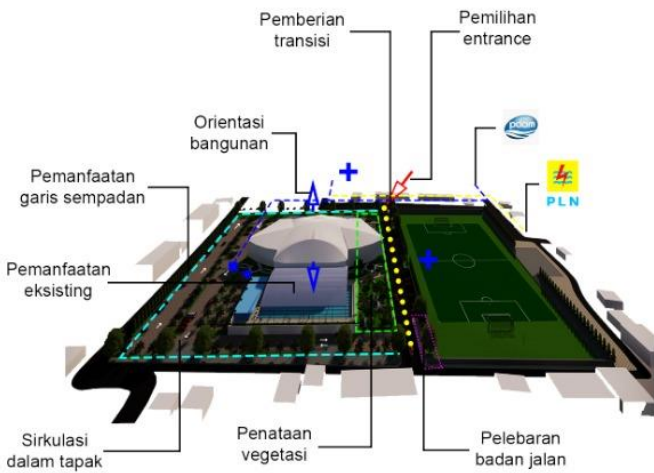 Pemberian
transisi
Pemilihan
entrance
Orientasi
bangunan
pdam
Pemanfaatan
garis sempadan
PLN
Pemanfaatan
eksisting
Sirkulasi
dalam tapak
Penataan
vegetasi
Pelebaran
badan jalan